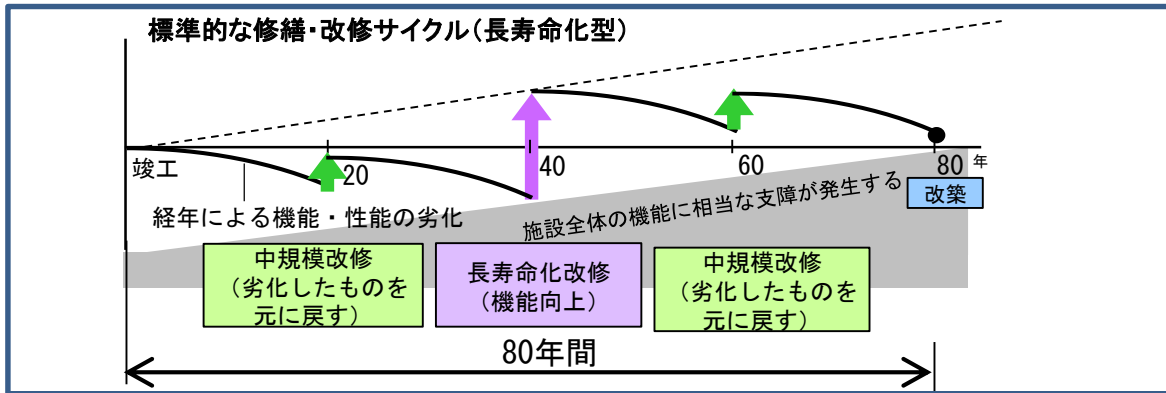 標準的な修繕・改修サイクル（長寿命化型）
竣工
20
40
60
80
年
経年による機能・性能の劣化
施設全体の機能に相当な支障が発生する
改築
中規模改修
（劣化したものを
元に戻す）
長寿命化改修
（機能向上）
中規模改修
（劣化したものを
元に戻す）
80年間